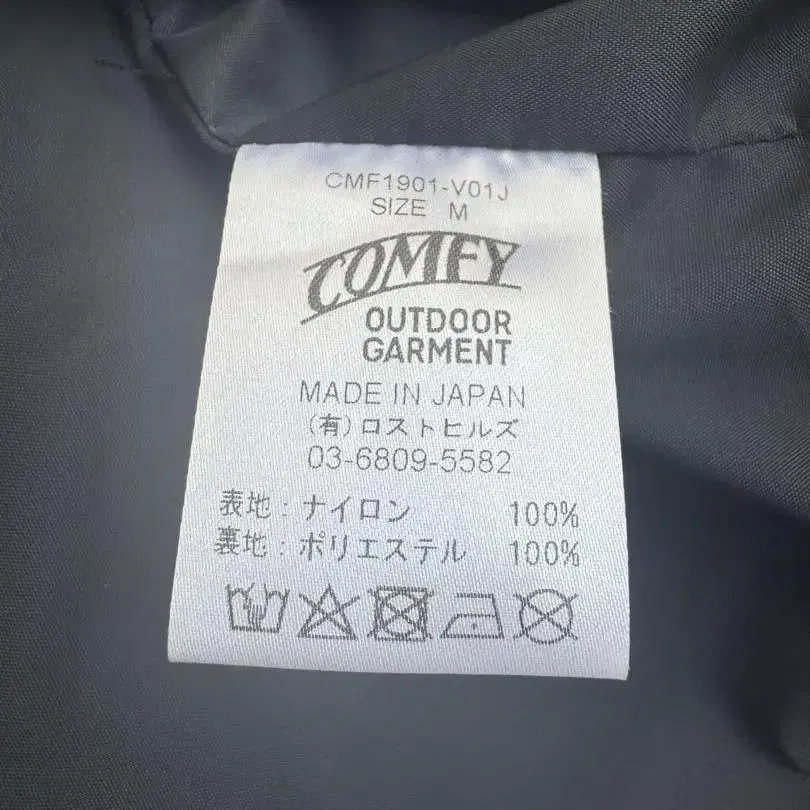 CMF1901-V01J
SIZE M
COMFY
OUTDOOR
GARMENT
MADE IN JAPAN
(有)ロストヒルズ
03-6809-5582
表地:ナイロン 100%
裏地:ポリエステル 100%